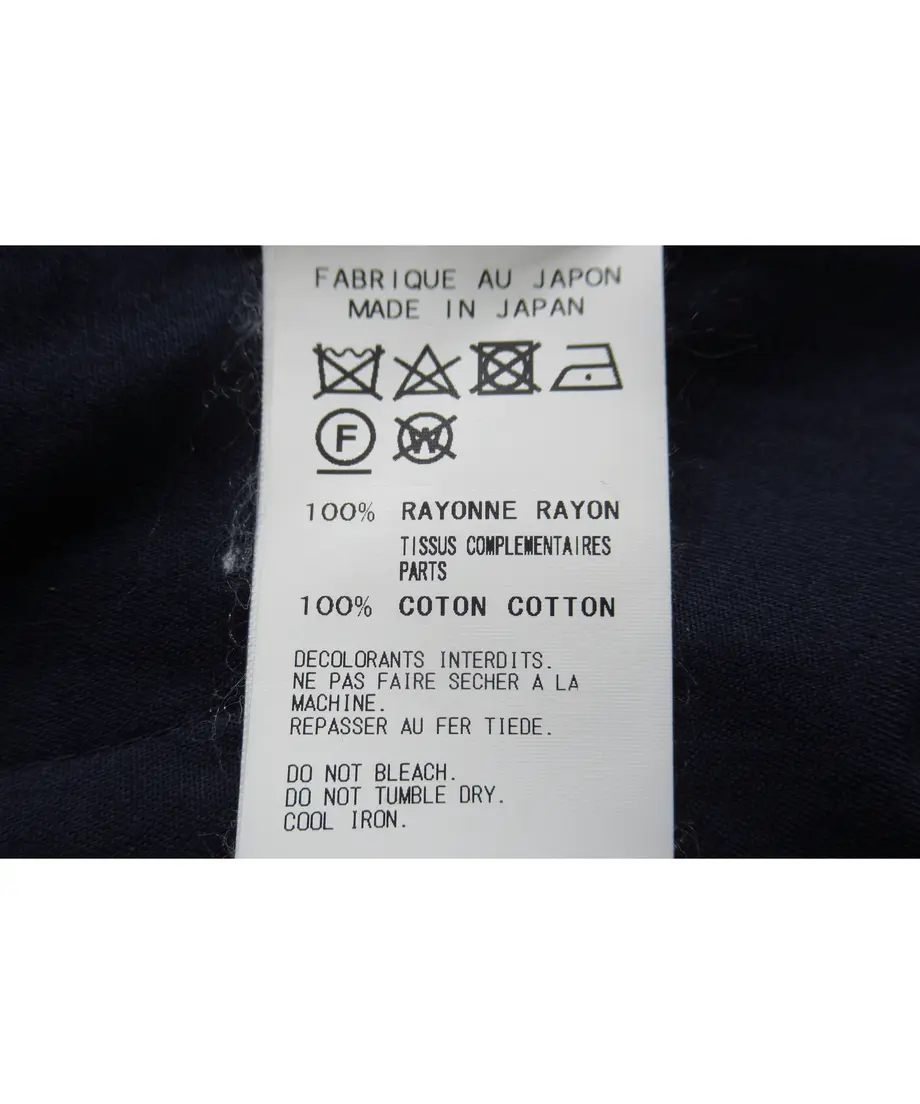 FABRIQUE AU JAPON
MADE IN JAPAN
F W
100% RAYONNE RAYON
TISSUS COMPLEMENTAIRES
PARTS
100% COTON COTTON
DECOLORANTS INTERDITS.
NE PAS FAIRE SECHER A LA
MACHINE.
REPASSER AU FER TIEDE.
DO NOT BLEACH.
DO NOT TUMBLE DRY.
COOL IRON.